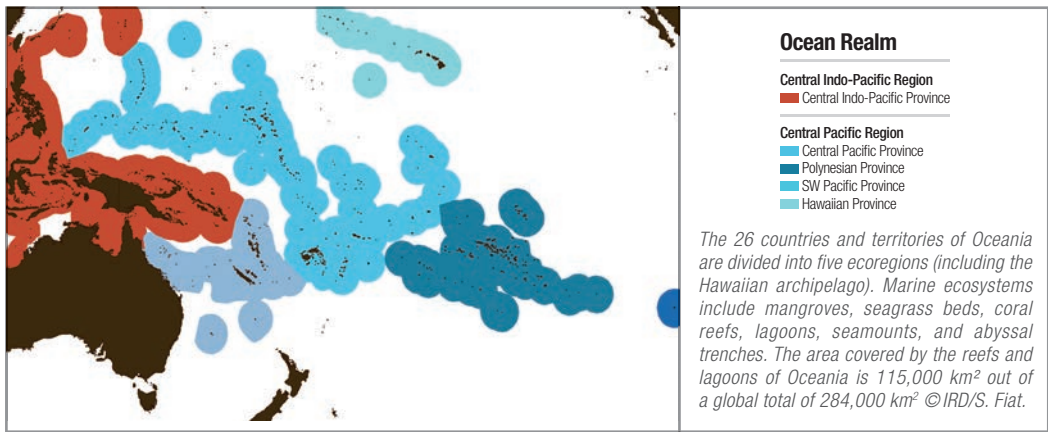 Ocean Realm
Central Indo-Pacific Region
Central Indo-Pacific Province
Central Pacific Region
Central Pacific Province
Polynesian Province
SW Pacific Province
Hawaiian Province
The 26 countries and territories of Oceania
are divided into five ecoregions (including the
Hawaiian archipelago). Marine ecosystems
include mangroves, seagrass beds, coral
reefs, lagoons, seamounts, and abyssal
trenches. The area covered by the reefs and
lagoons of Oceania is 115,000 km² out of
a global total of 284,000 km² © IRD/S. Fiat.